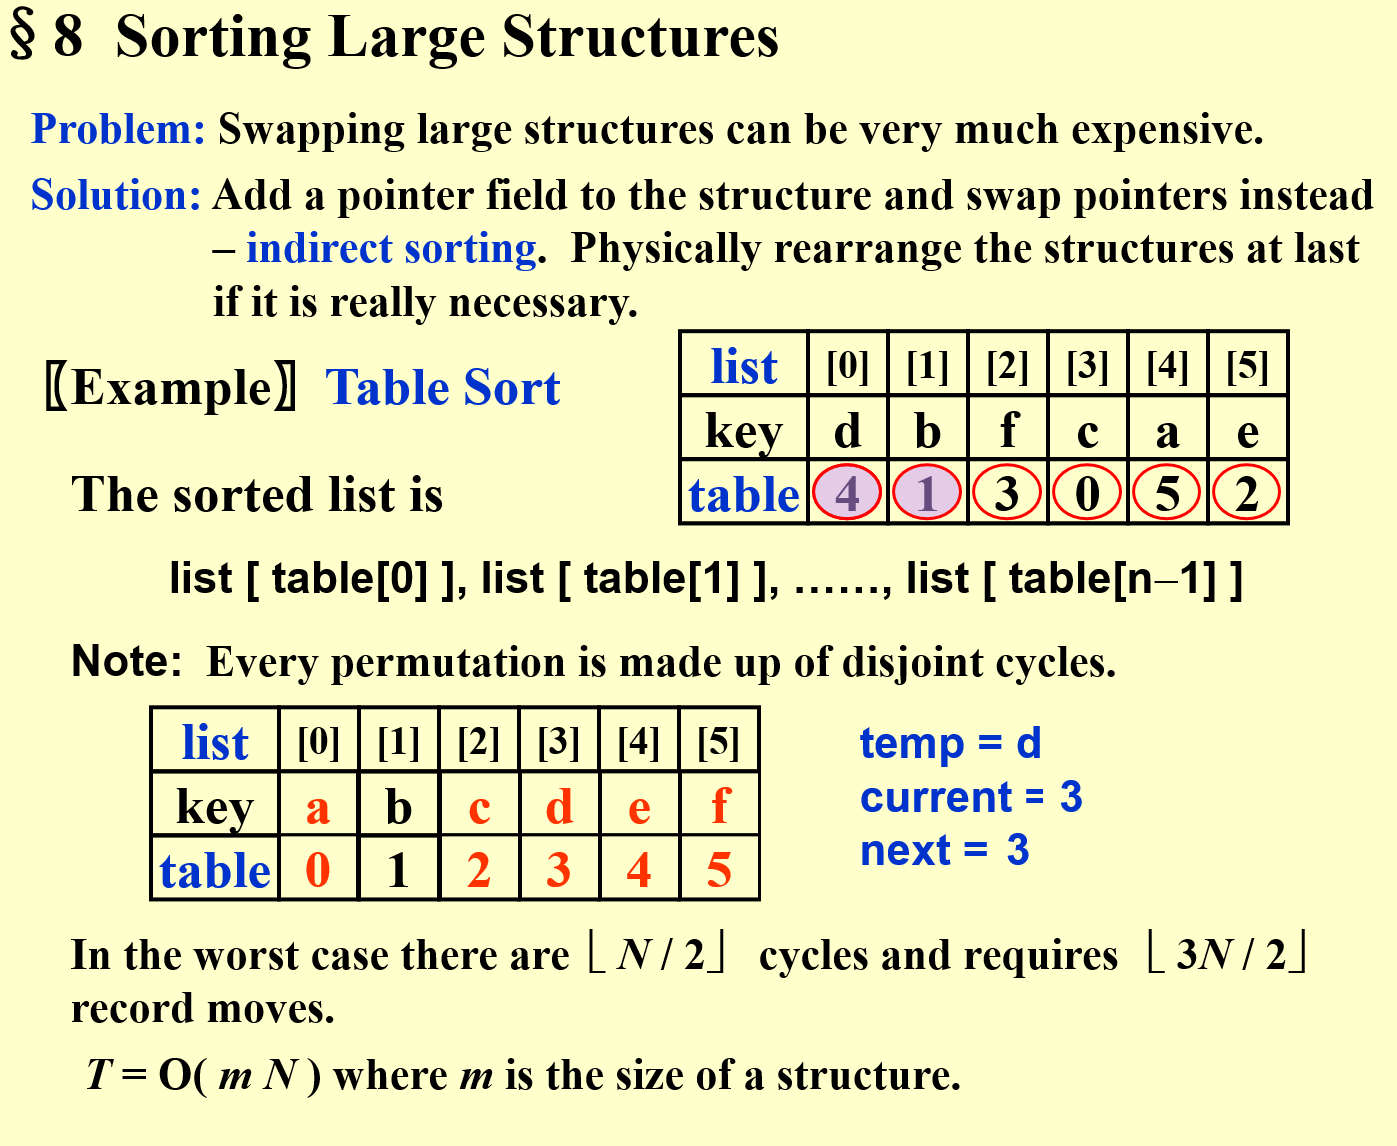 § 8 Sorting Large Structures
Problem: Swapping large structures can be very much expensive.
Solution: Add a pointer field to the structure and swap pointers instead
– indirect sorting. Physically rearrange the structures at last
if it is really necessary.
〖Example〗 Table Sort
list [0] [1] [2] [3] [4] [5]
key d b f c a e
table 4 1 3 0 5 2
The sorted list is
list [ table[0] ], list [ table[1] ], ……, list [ table[n–1] ]
Note: Every permutation is made up of disjoint cycles.
list [0] [1] [2] [3] [4] [5]
key a b c d e f
table 0 1 2 3 4 5
temp = d
current = 3
next = 3
In the worst case there are ⌊ N / 2⌋ cycles and requires ⌊ 3N / 2⌋
record moves.
T = O( m N ) where m is the size of a structure.